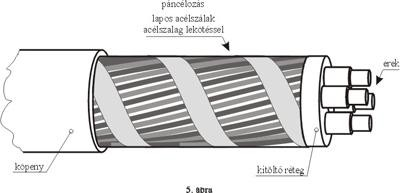 páncélozás
lapos acélszálak
acélszalag lekötéssel
erek
köpeny
kitöltő réteg
5. ábra